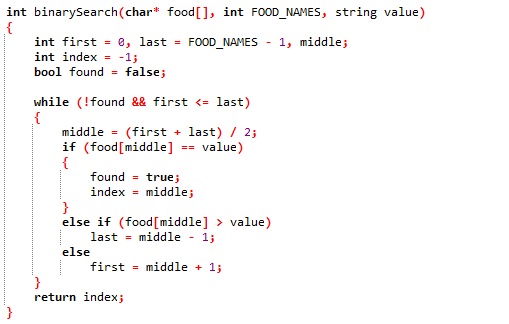 int binarySearch(char* food[], int FOOD_NAMES, string value)
{
    int first = 0, last = FOOD_NAMES - 1, middle;
    int index = -1;
    bool found = false;

    while (!found && first <= last)
    {
        middle = (first + last) / 2;
        if (food[middle] == value)
        {
            found = true;
            index = middle;
        }
        else if (food[middle] > value)
            last = middle - 1;
        else
            first = middle + 1;
    }
    return index;
}